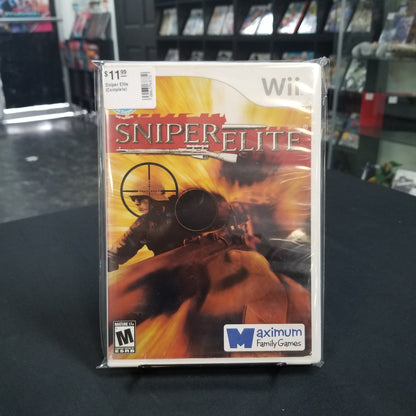 $11.99
Sniper Elite
(Complete)
Wii
SNIPER ELITE
MATURE 17+
M
ESRB
Maximum
Family Games